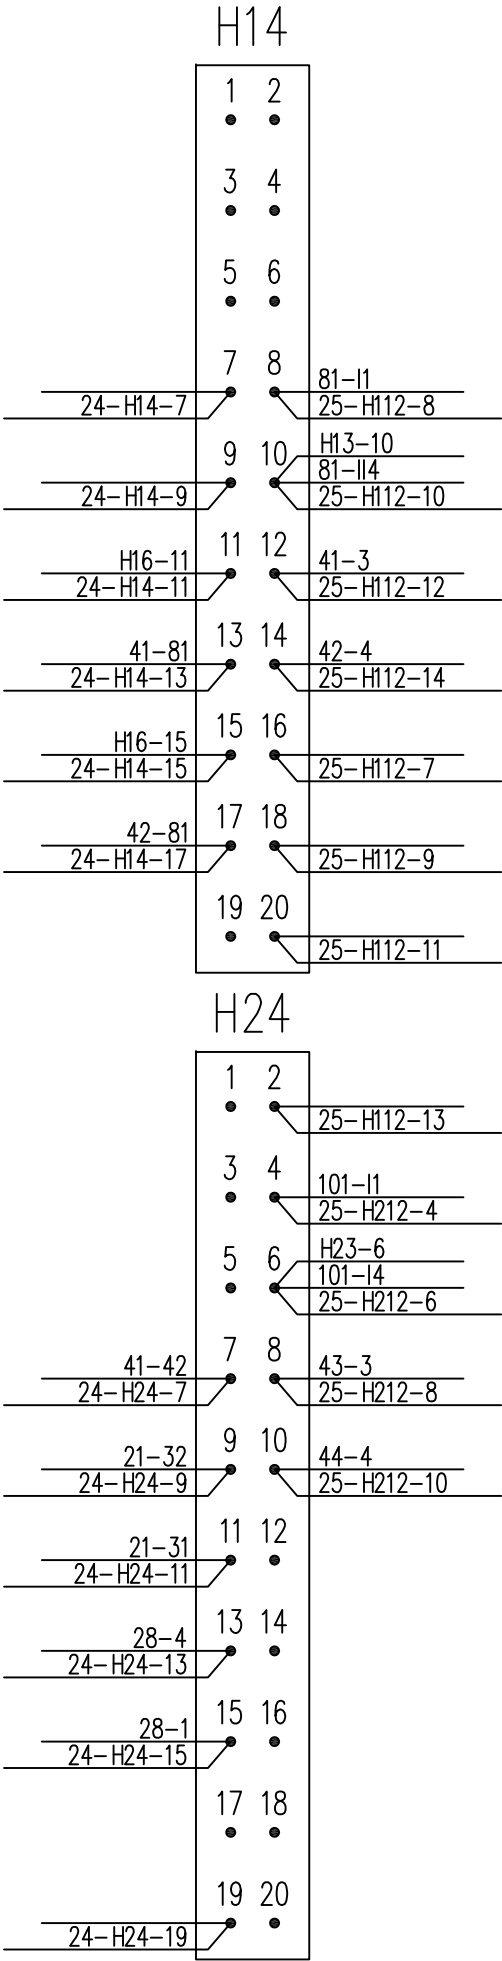 H14
1 2
3 4
5 6
7 8
81-I1
24-H14-7 25-H112-8
H13-10
9 10
81-II4
24-H14-9 25-H112-10
11 12
H16-11 41-3
24-H14-11 25-H112-12
13 14
41-81 42-4
24-H14-13 25-H112-14
15 16
H16-15
24-H14-15 25-H112-7
17 18
42-81
24-H14-17 25-H112-9
19 20
25-H112-11
H24
1 2
25-H112-13
3 4
101-I1
25-H212-4
H23-6
5 6
101-I4
25-H212-6
7 8
41-42 43-3
24-H24-7 25-H212-8
9 10
21-32 44-4
24-H24-9 25-H212-10
11 12
21-31
24-H24-11
13 14
28-4
24-H24-13
15 16
28-1
24-H24-15
17 18
19 20
24-H24-19